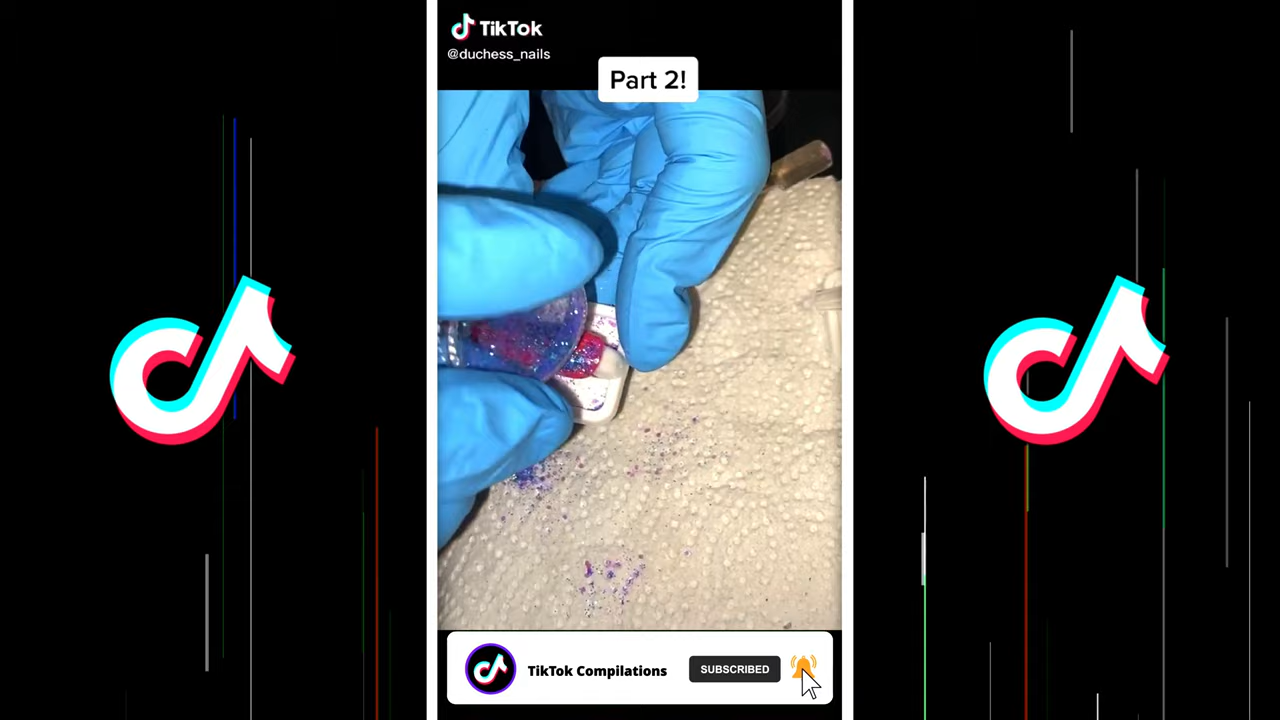 TikTok
@duchess_nails
Part 2!
TikTok Compilations
SUBSCRIBED